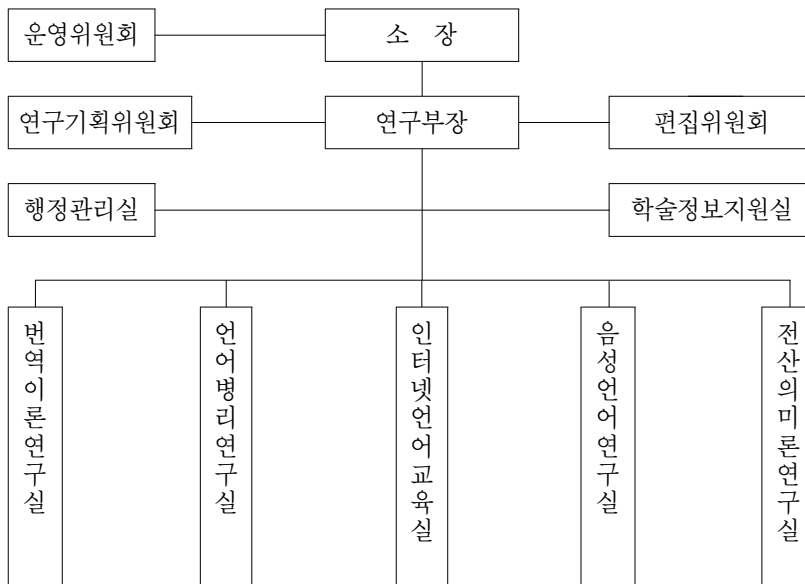 운영위원회
소 장
연구기획위원회
연구부장
편집위원회
행정관리실
학술정보지원실
번역이론연구실
언어병리연구실
인터넷언어교육실
음성언어연구실
전산의미론연구실